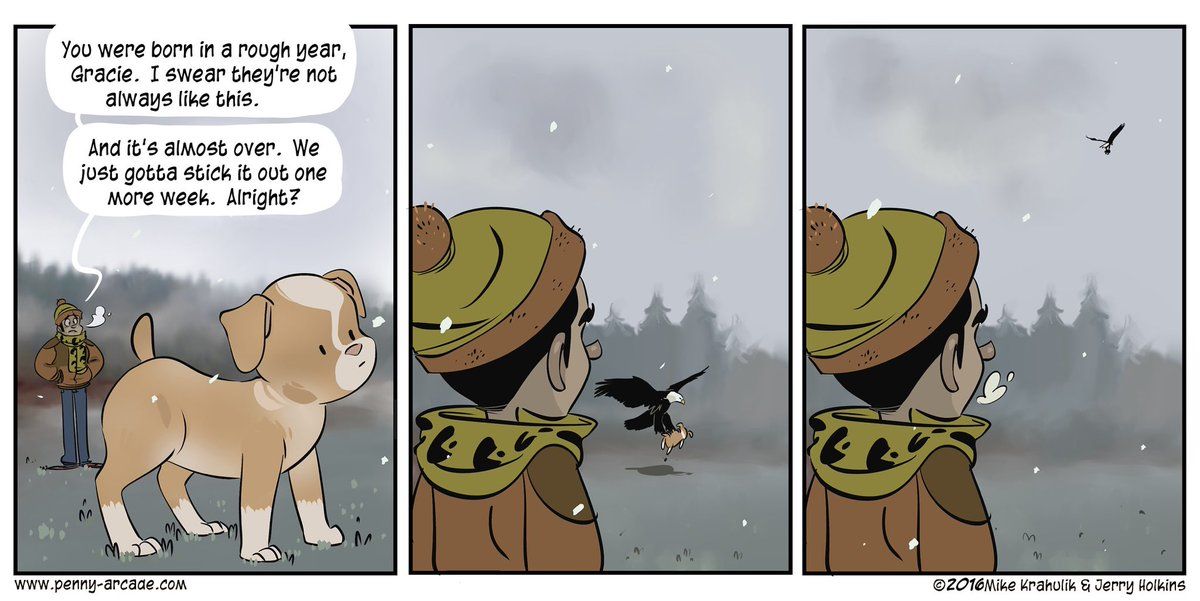 You were born in a rough year,
Gracie. I swear they're not
always like this.
And it's almost over. We
just gotta stick it out one
more week. Alright?
www.penny-arcade.com
©2016Mike Krahulik & Jerry Holkins